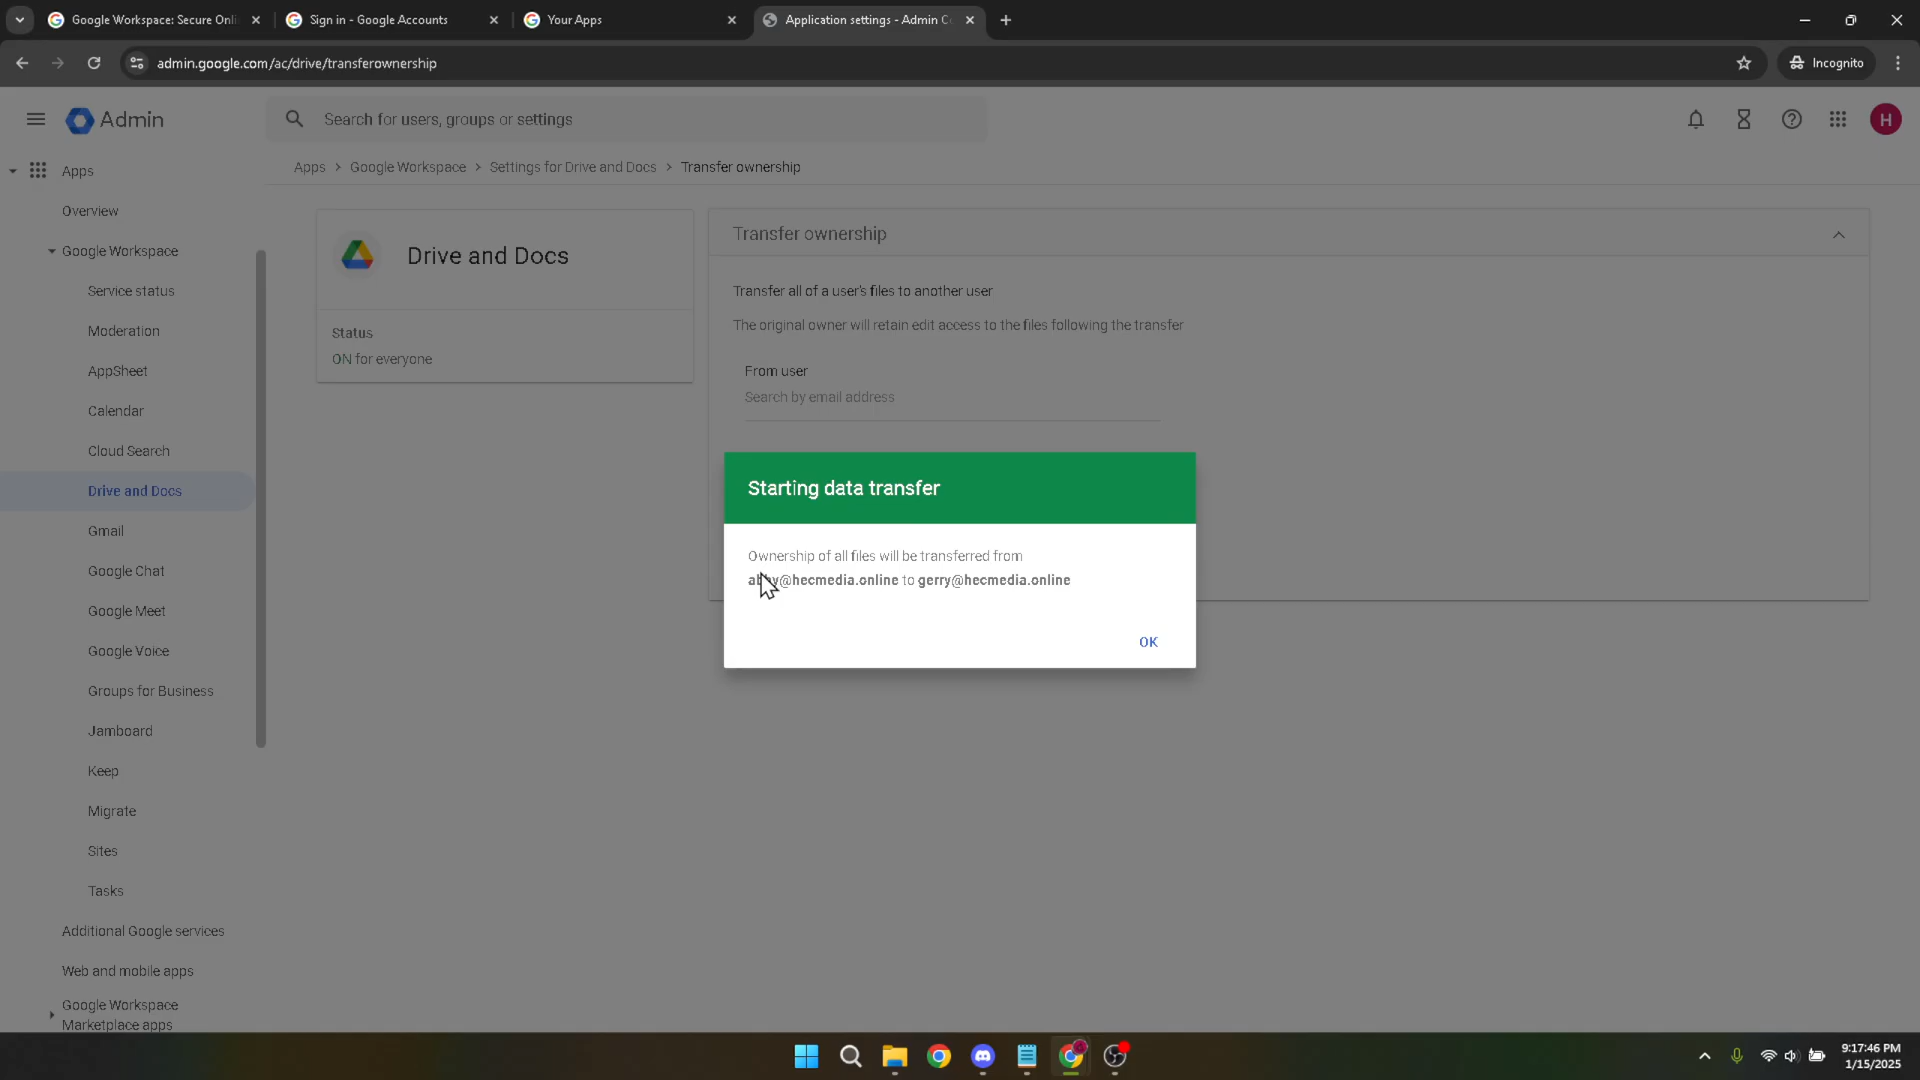 Google Workspace: Secure Onli
Sign in - Google Accounts
Your Apps
Application settings - Admin C
admin.google.com/ac/drive/transferownership
Incognito
Admin
Search for users, groups or settings
H
Apps
Overview
Google Workspace
Service status
Moderation
AppSheet
Calendar
Cloud Search
Drive and Docs
Gmail
Google Chat
Google Meet
Google Voice
Groups for Business
Jamboard
Keep
Migrate
Sites
Tasks
Additional Google services
Web and mobile apps
Google Workspace
Marketplace apps
Apps > Google Workspace > Settings for Drive and Docs > Transfer ownership
Drive and Docs
Status
ON for everyone
Transfer ownership
Transfer all of a user's files to another user
The original owner will retain edit access to the files following the transfer
From user
Search by email address
Starting data transfer
Ownership of all files will be transferred from
abby@hecmedia.online to gerry@hecmedia.online
OK
9:17:46 PM
1/15/2025